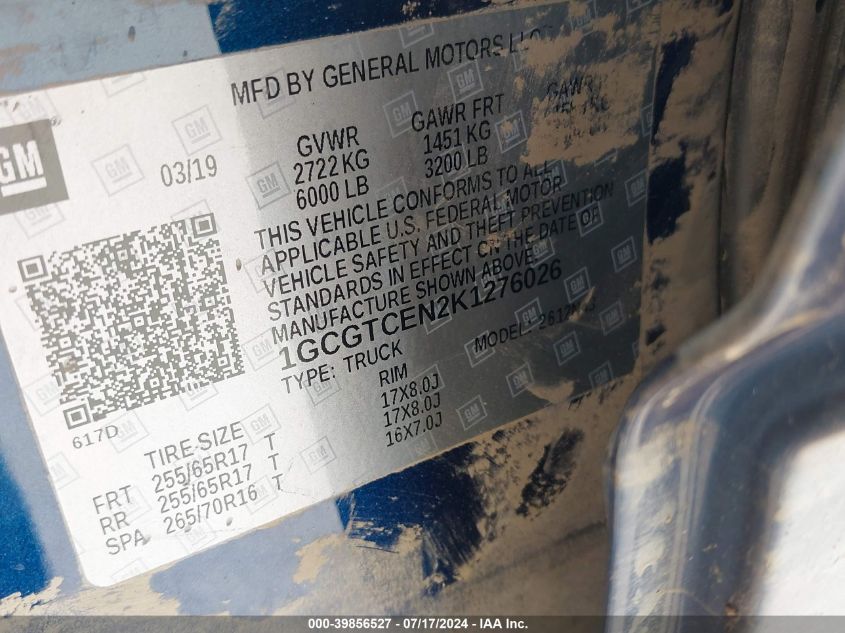 MFD BY GENERAL MOTORS LLC
GM
03/19
GVWR GAWR FRT GAWR
2722 KG 1451 KG
6000 LB 3200 LB
THIS VEHICLE CONFORMS TO ALL
APPLICABLE U.S. FEDERAL MOTOR
VEHICLE SAFETY AND THEFT PREVENTION
STANDARDS IN EFFECT ON THE DATE OF
MANUFACTURE SHOWN ABOVE.
1GCGTCEN2K1276026
TYPE: TRUCK MODEL:
617D
TIRE SIZE RIM
FRT 255/65R17 T 17X8.0J
RR 255/65R17 T 17X8.0J
SPA 265/70R16 T 16X7.0J
000-39856527 - 07/17/2024 - IAA Inc.